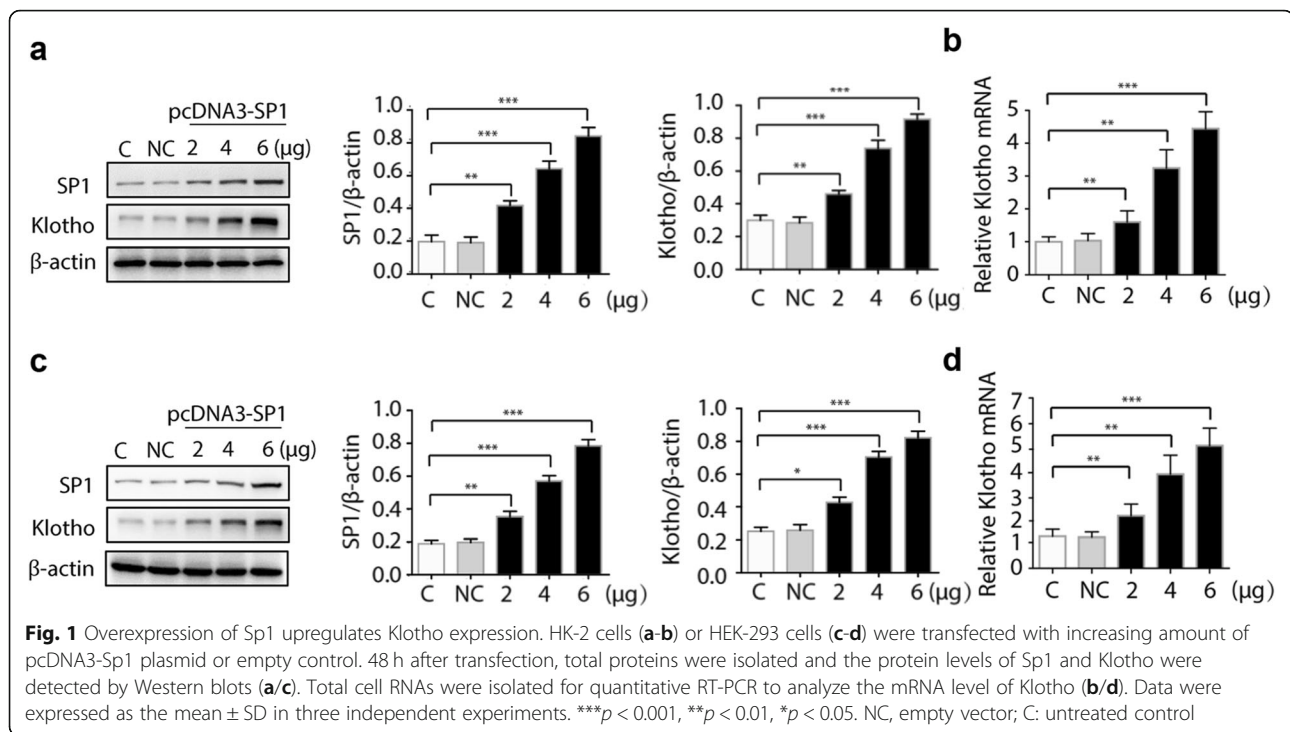 a
pcDNA3-SP1
C NC 2 4 6 (μg)
SP1
Klotho
β-actin
SP1/β-actin
1.0
0.8
0.6
0.4
0.2
0.0
***
***
**
C NC 2 4 6 (μg)
Klotho/β-actin
1.0
0.8
0.6
0.4
0.2
0.0
***
***
**
C NC 2 4 6 (μg)
b
Relative Klotho mRNA
5
4
3
2
1
0
***
**
**
C NC 2 4 6 (μg)
c
pcDNA3-SP1
C NC 2 4 6 (μg)
SP1
Klotho
β-actin
SP1/β-actin
1.0
0.8
0.6
0.4
0.2
0.0
***
***
**
C NC 2 4 6 (μg)
Klotho/β-actin
1.0
0.8
0.6
0.4
0.2
0.0
***
***
*
C NC 2 4 6 (μg)
d
Relative Klotho mRNA
7
6
5
4
3
2
1
0
***
**
**
C NC 2 4 6 (μg)
Fig. 1 Overexpression of Sp1 upregulates Klotho expression. HK-2 cells (a-b) or HEK-293 cells (c-d) were transfected with increasing amount of
pcDNA3-Sp1 plasmid or empty control. 48 h after transfection, total proteins were isolated and the protein levels of Sp1 and Klotho were
detected by Western blots (a/c). Total cell RNAs were isolated for quantitative RT-PCR to analyze the mRNA level of Klotho (b/d). Data were
expressed as the mean ± SD in three independent experiments. ***p < 0.001, **p < 0.01, *p < 0.05. NC, empty vector; C: untreated control